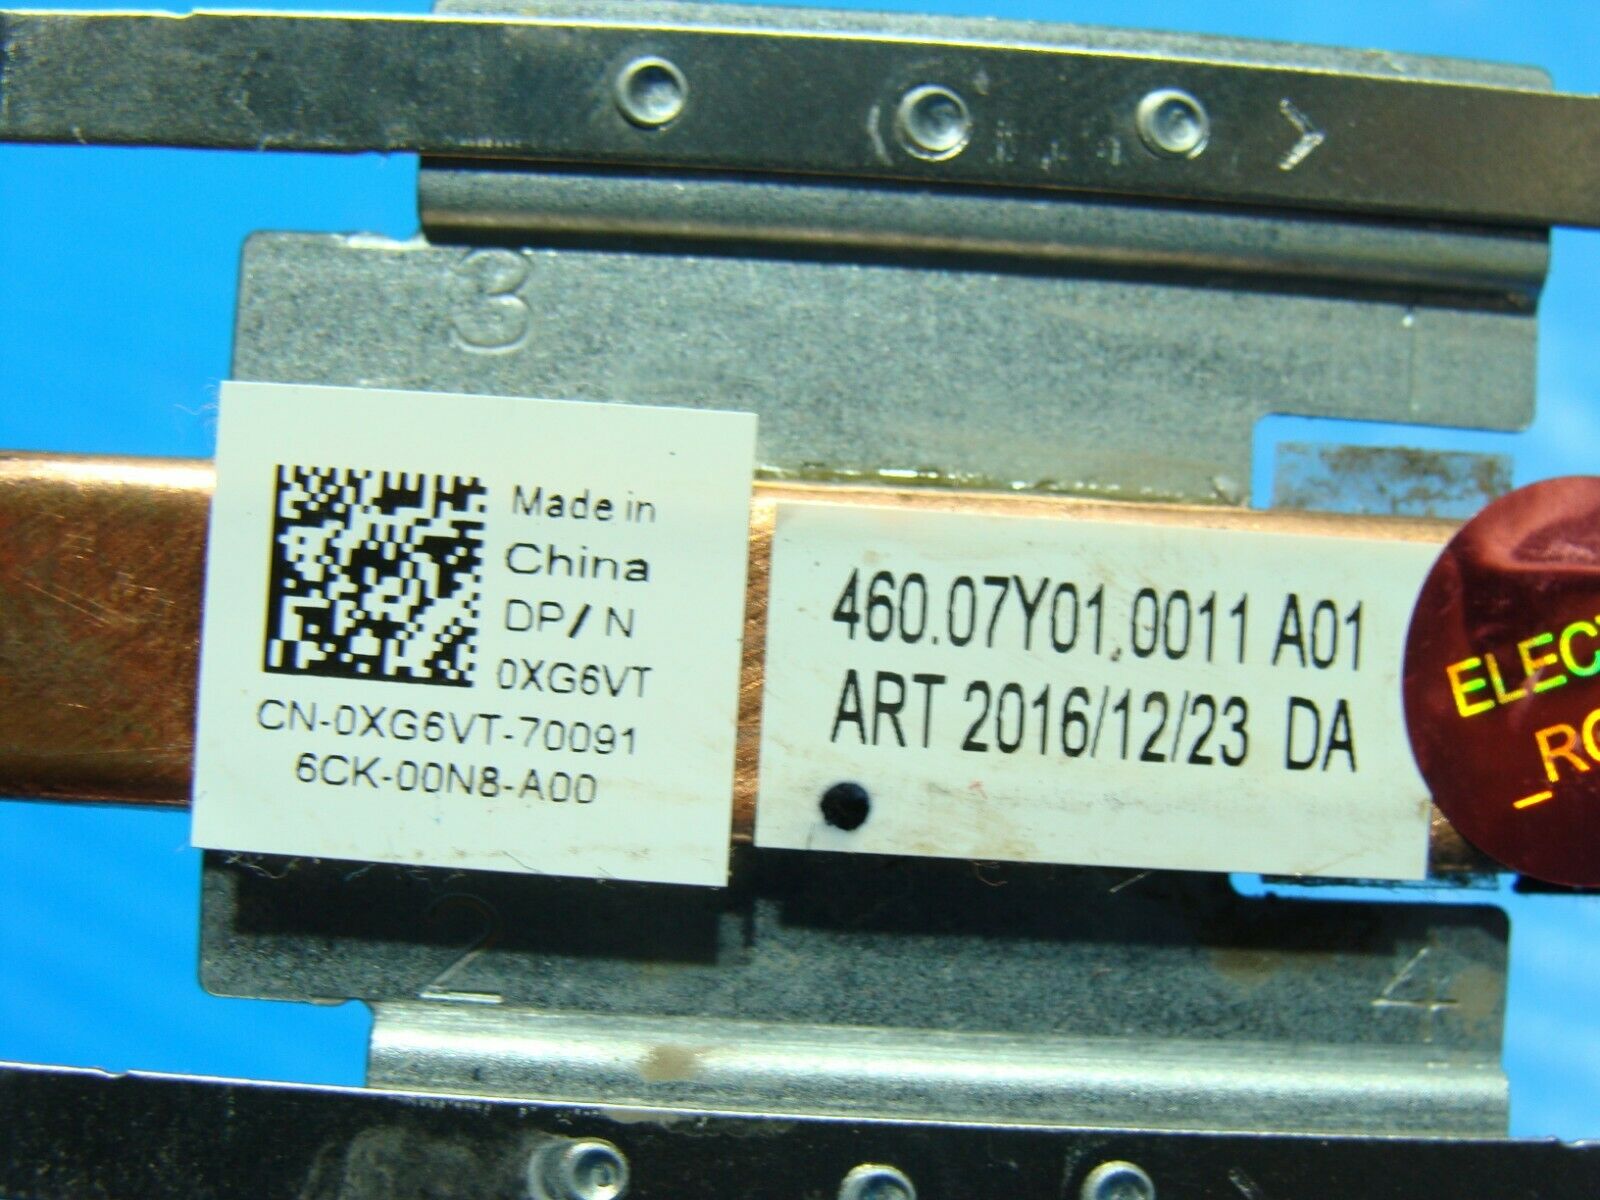 3
Made in
China
DP/N
0XG6VT
CN-0XG6VT-70091
6CK-00N8-A00
460.07Y01.0011 A01
ART 2016/12/23 DA
2
4